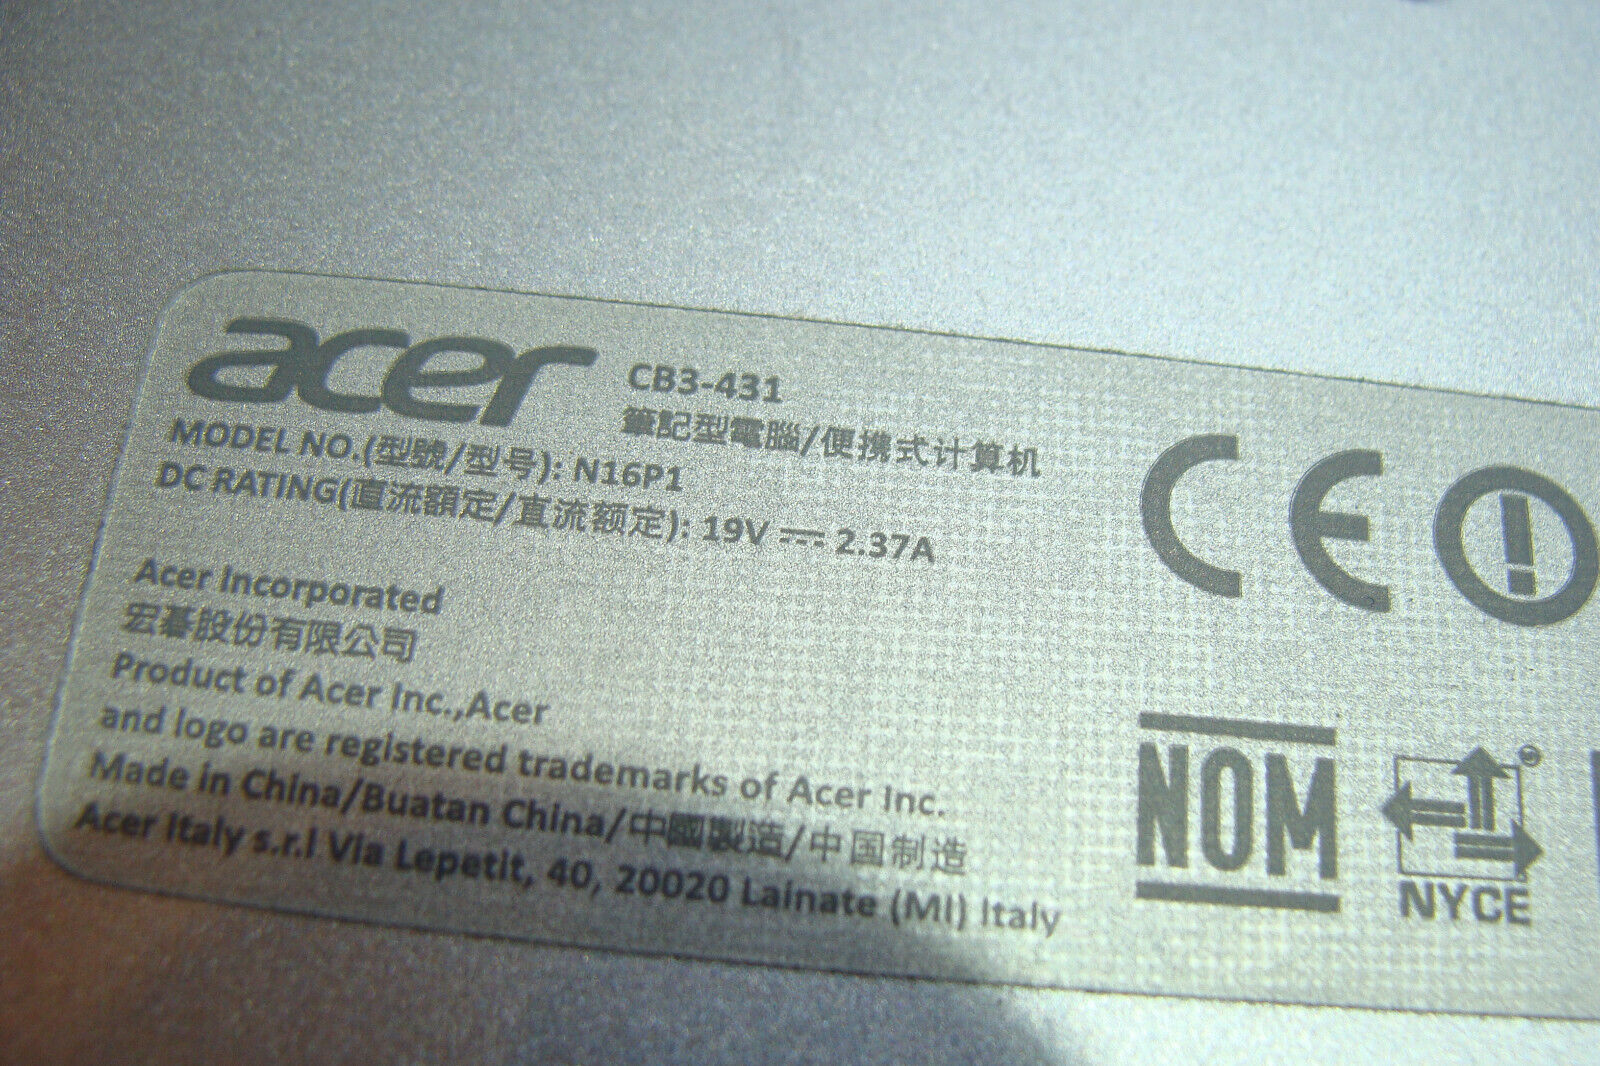 acer CB3-431
筆記型電腦/便携式计算机
MODEL NO.(型號/型号): N16P1
DC RATING(直流額定/直流额定): 19V ⎓ 2.37A
Acer Incorporated
宏碁股份有限公司
Product of Acer Inc.,Acer
and logo are registered trademarks of Acer Inc.
Made in China/Buatan China/中國製造/中国制造
Acer Italy s.r.l Via Lepetit, 40, 20020 Lainate (MI) Italy
CE
NOM
NYCE